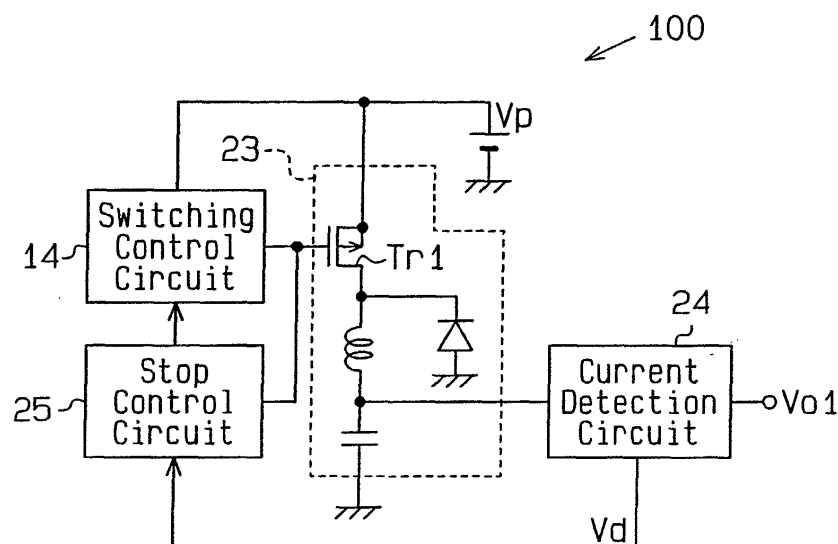 100
Vp
23
Switching
Control
Circuit
14
Tr1
24
Stop
Control
Circuit
25
Current
Detection
Circuit
Vo1
Vd